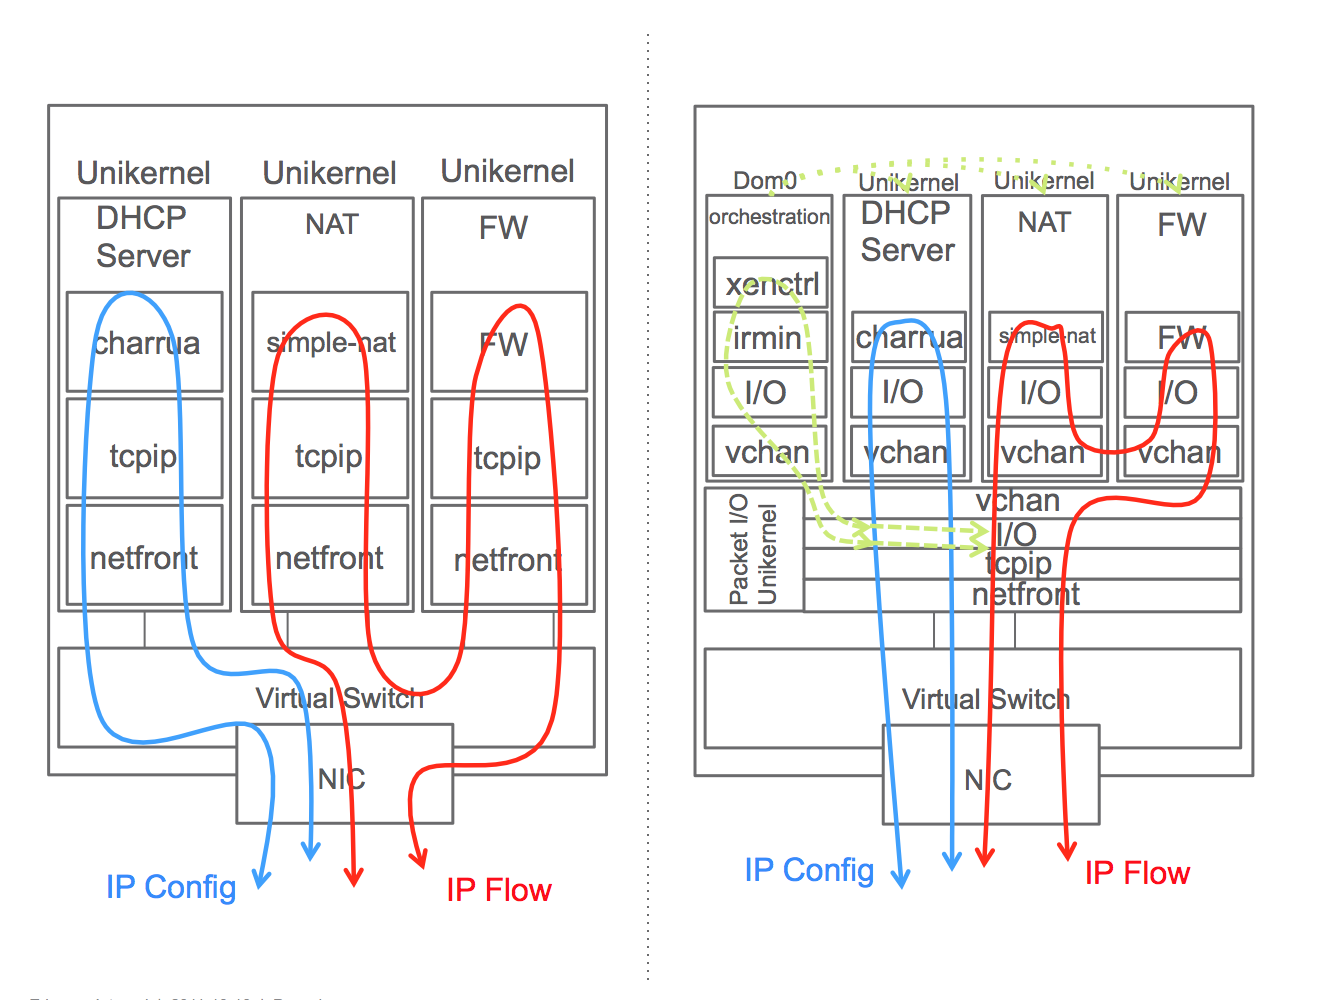 Unikernel
Unikernel
Unikernel
DHCP
Server
NAT
FW
charrua
simple-nat
FW
tcpip
tcpip
tcpip
netfront
netfront
netfront
Virtual Switch
NIC
IP Config
IP Flow
Dom0
Unikernel
Unikernel
Unikernel
orchestration
DHCP
Server
NAT
FW
xenctrl
irmin
charrua
simple-nat
FW
I/O
I/O
I/O
I/O
vchan
vchan
vchan
vchan
Packet I/O
Unikernel
vchan
I/O
tcpip
netfront
Virtual Switch
NIC
IP Config
IP Flow